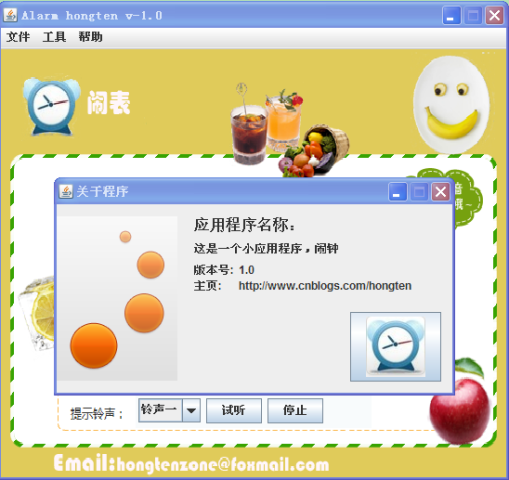 Alarm hongten v-1.0
文件 工具 帮助
闹表
关于程序
应用程序名称：
这是一个小应用程序，闹钟
版本号: 1.0
主页: http://www.cnblogs.com/hongten
提示铃声： 铃声一 试听 停止
Email:hongtenzone@foxmail.com